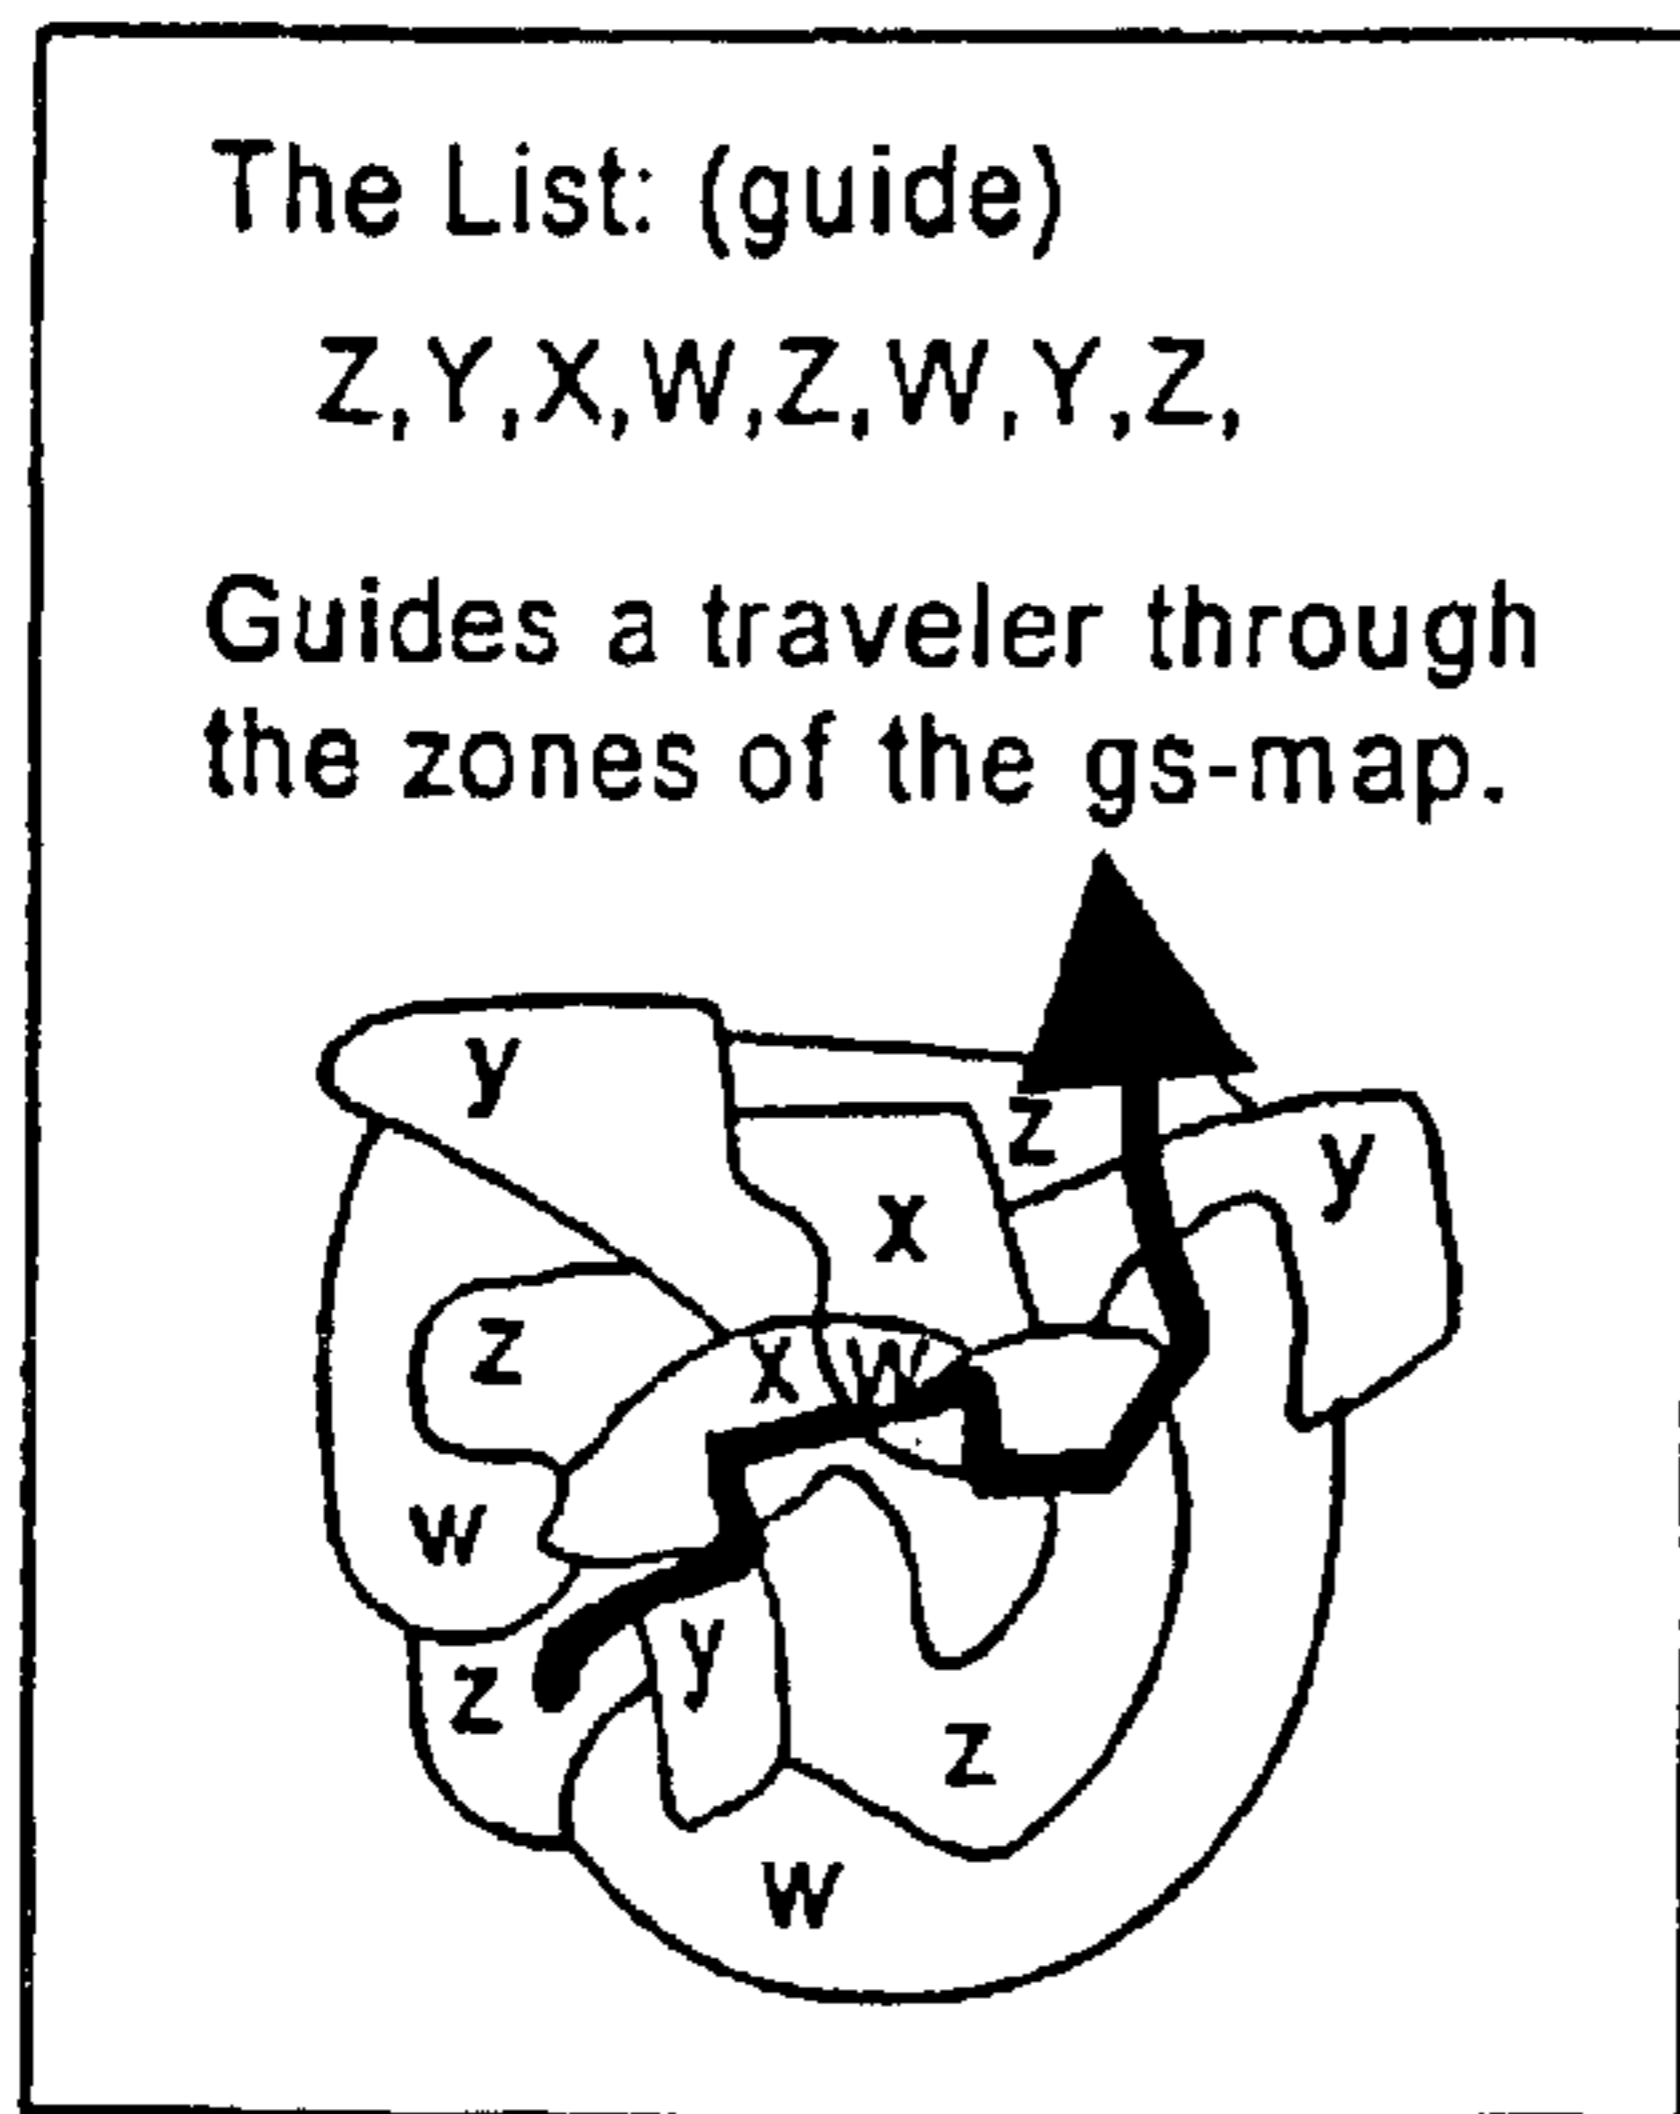 The List: (guide)
Z,Y,X,W,Z,W,Y,Z,
Guides a traveler through
the zones of the gs-map.
y
z
y
x
z
x W
w
y
z
z
w